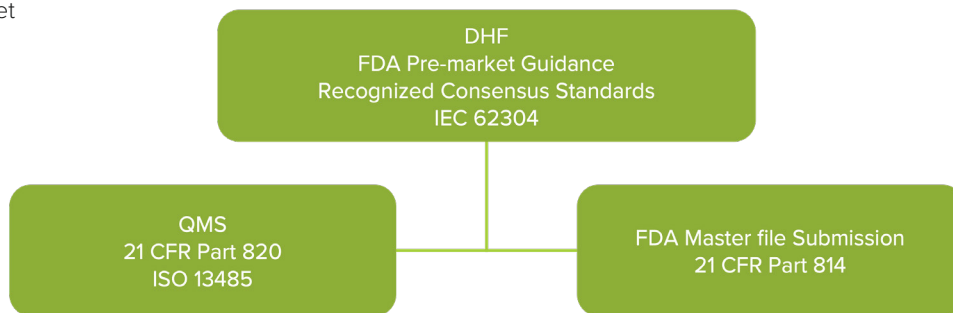 et
DHF
FDA Pre-market Guidance
Recognized Consensus Standards
IEC 62304
QMS
21 CFR Part 820
ISO 13485
FDA Master file Submission
21 CFR Part 814